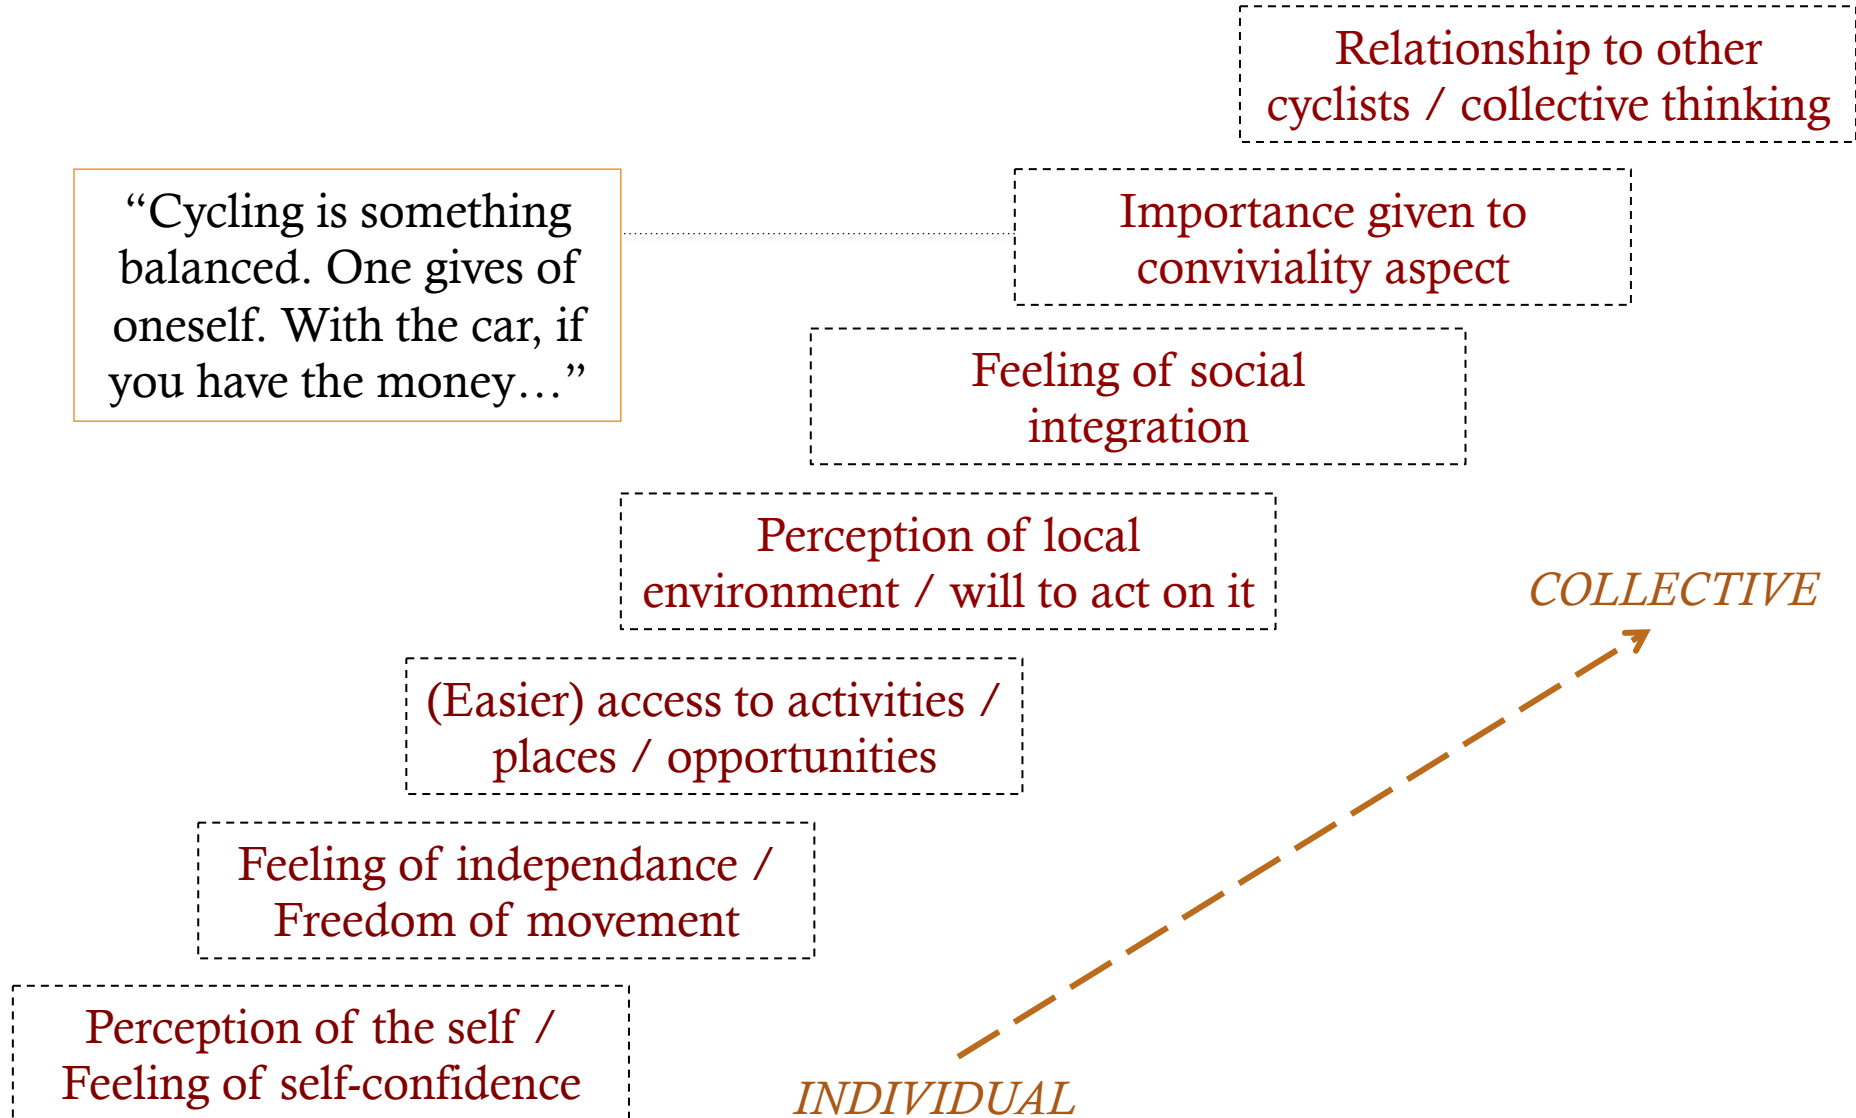 Relationship to other
cyclists / collective thinking
“Cycling is something
balanced. One gives of
oneself. With the car, if
you have the money…”
Importance given to
conviviality aspect
Feeling of social
integration
Perception of local
environment / will to act on it
COLLECTIVE
(Easier) access to activities /
places / opportunities
Feeling of independance /
Freedom of movement
Perception of the self /
Feeling of self-confidence
INDIVIDUAL